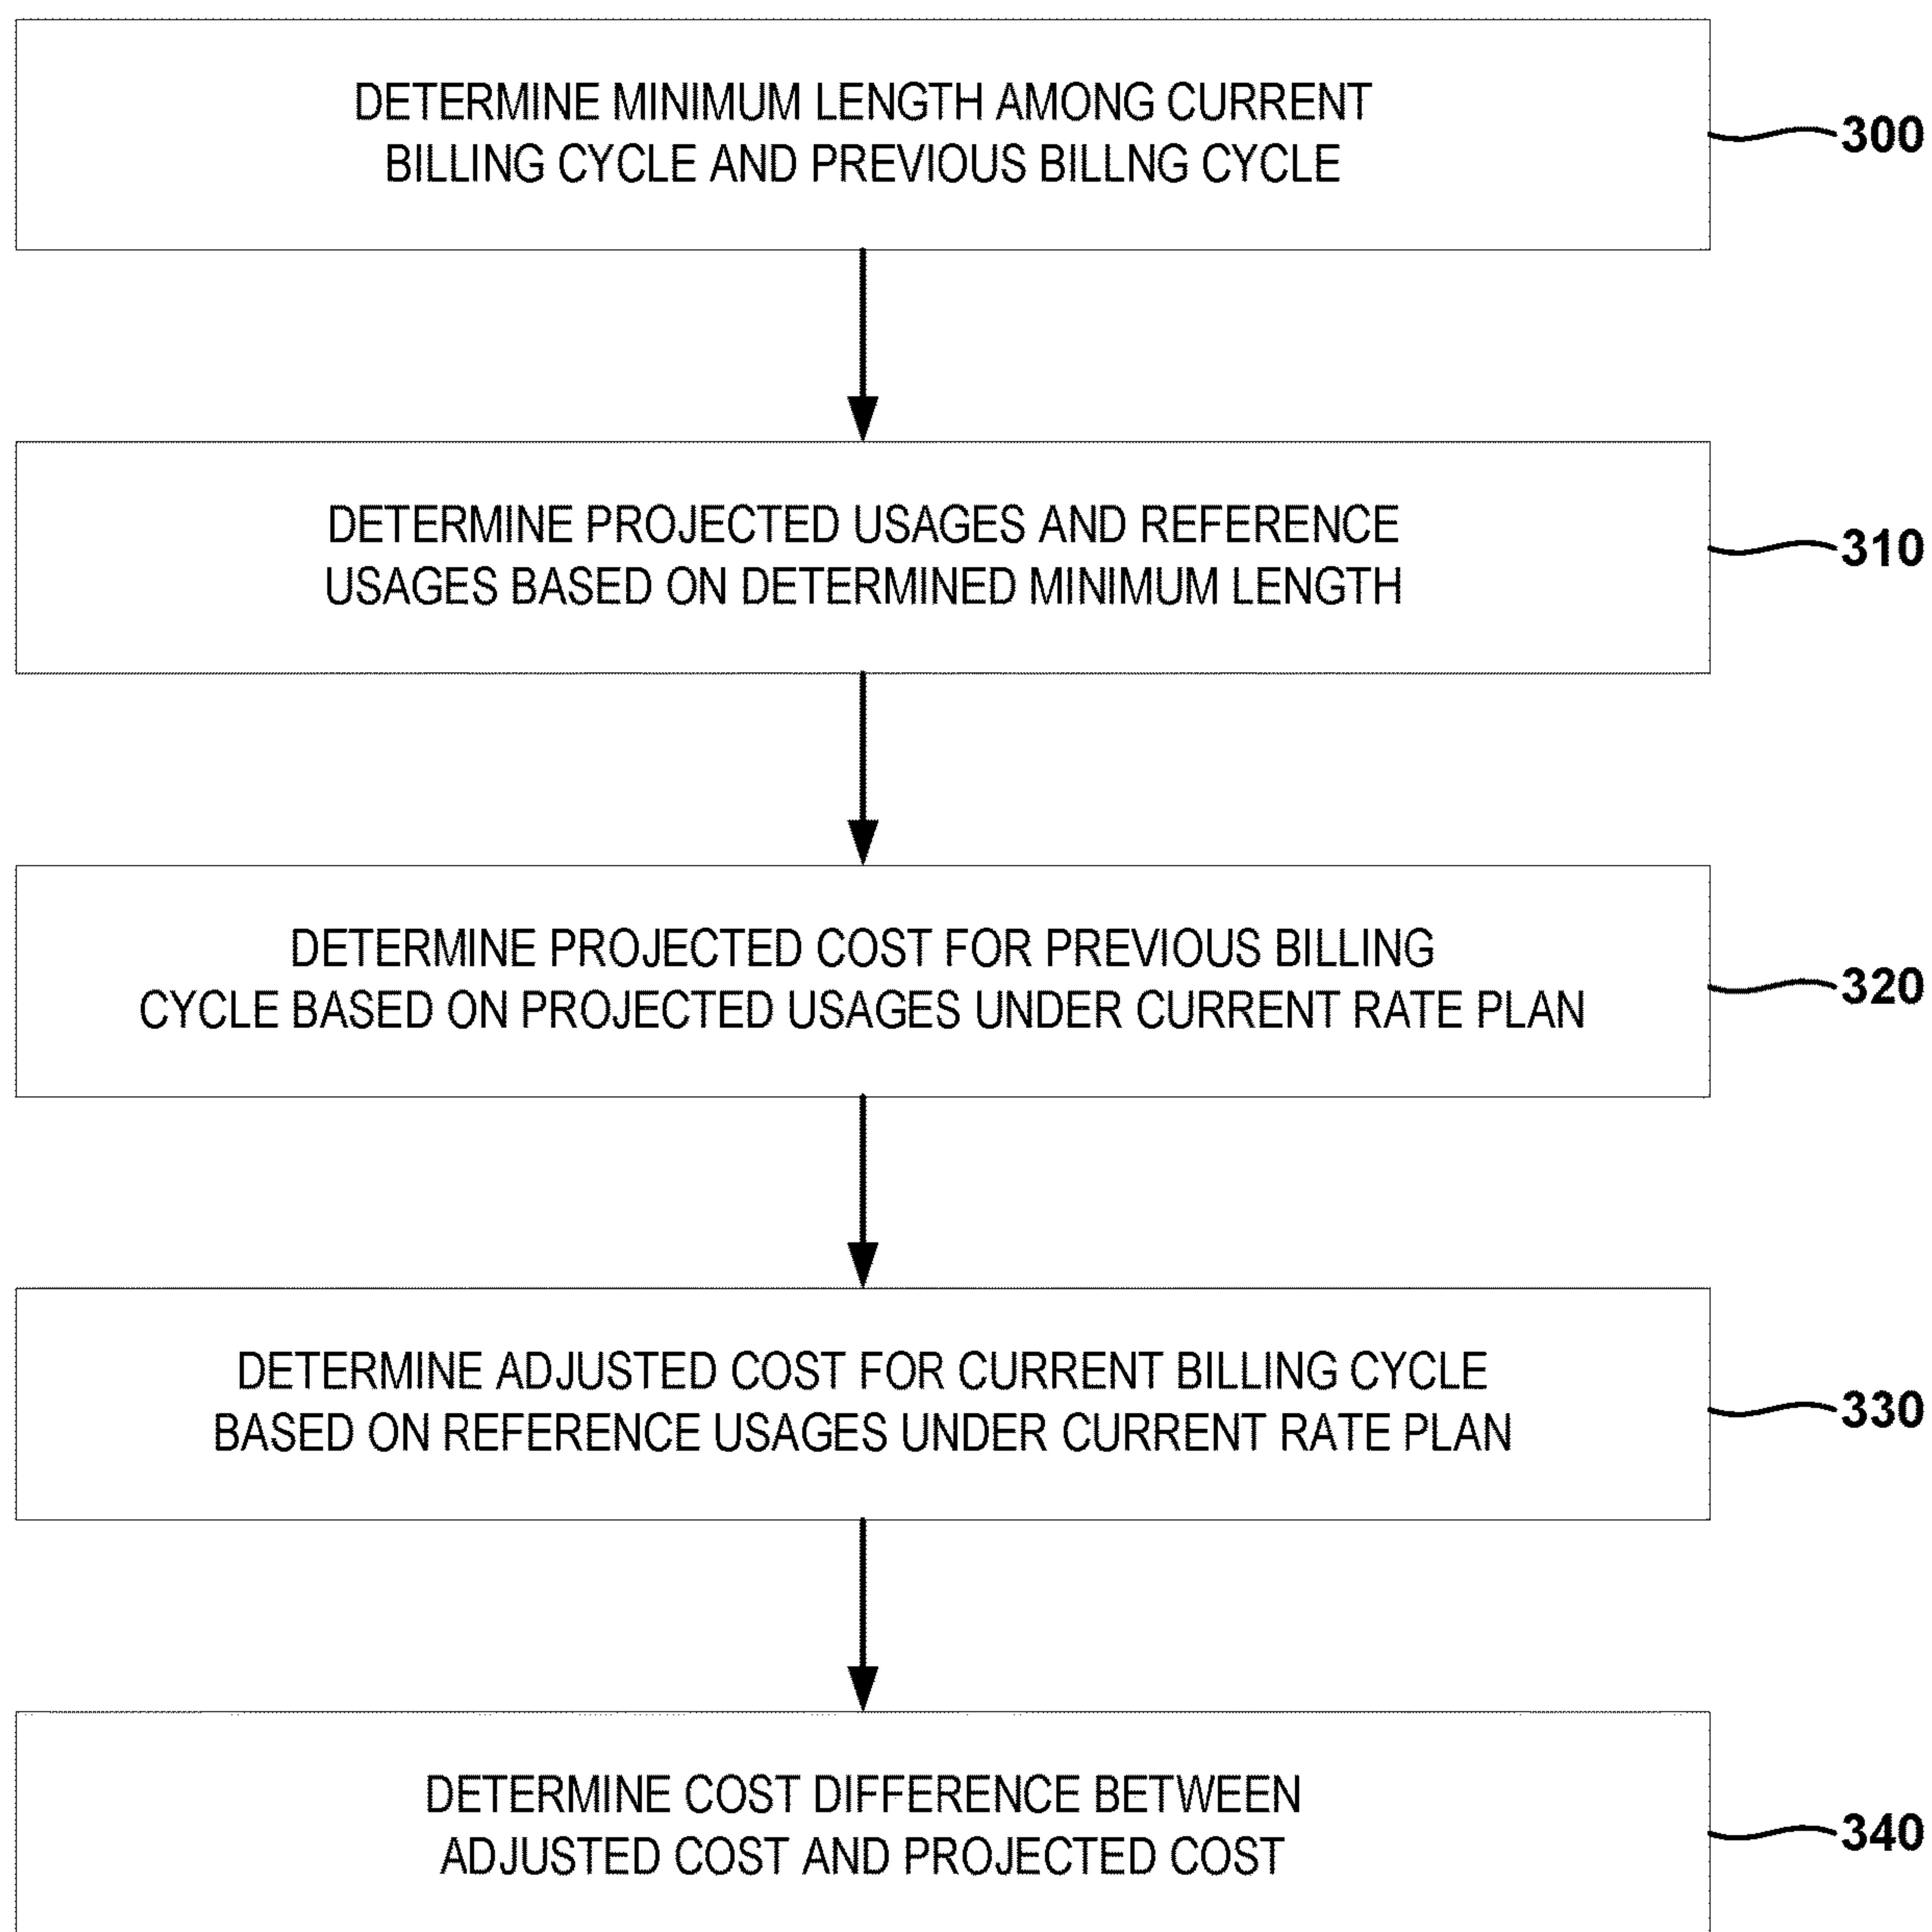 DETERMINE MINIMUM LENGTH AMONG CURRENT
BILLING CYCLE AND PREVIOUS BILLNG CYCLE
300
DETERMINE PROJECTED USAGES AND REFERENCE
USAGES BASED ON DETERMINED MINIMUM LENGTH
310
DETERMINE PROJECTED COST FOR PREVIOUS BILLING
CYCLE BASED ON PROJECTED USAGES UNDER CURRENT RATE PLAN
320
DETERMINE ADJUSTED COST FOR CURRENT BILLING CYCLE
BASED ON REFERENCE USAGES UNDER CURRENT RATE PLAN
330
DETERMINE COST DIFFERENCE BETWEEN
ADJUSTED COST AND PROJECTED COST
340